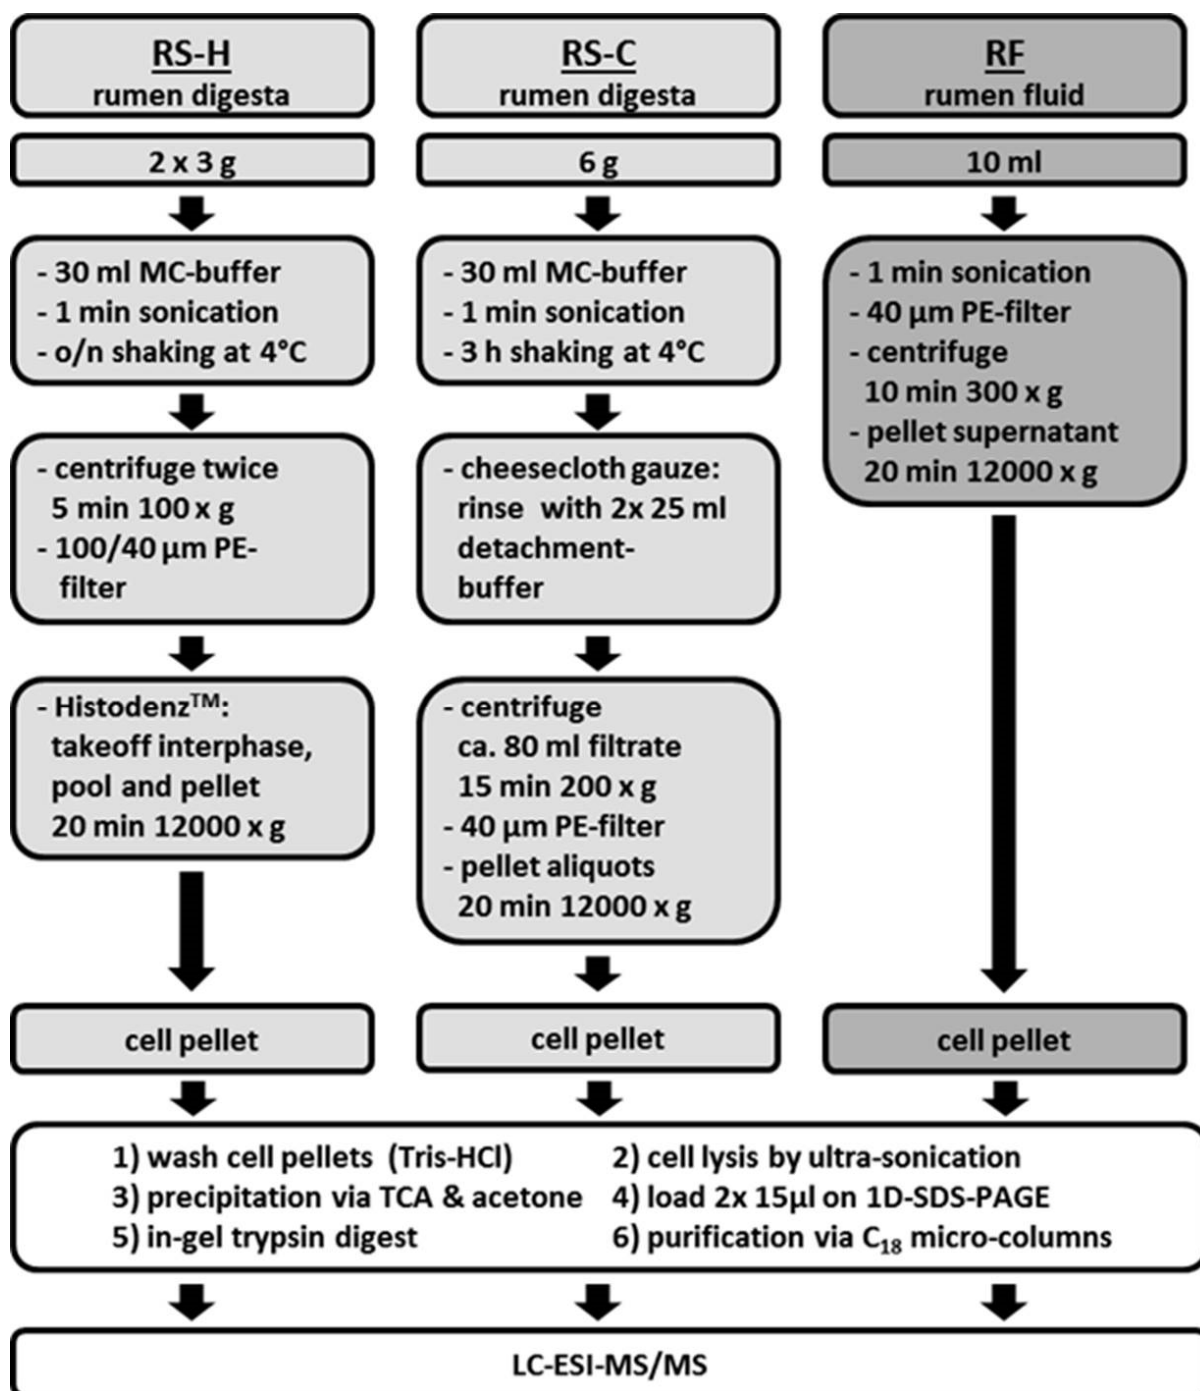 RS-H
rumen digesta
2 x 3 g
- 30 ml MC-buffer
- 1 min sonication
- o/n shaking at 4°C
- centrifuge twice
5 min 100 x g
- 100/40 µm PE-
filter
- Histodenz™:
takeoff interphase,
pool and pellet
20 min 12000 x g
cell pellet
RS-C
rumen digesta
6 g
- 30 ml MC-buffer
- 1 min sonication
- 3 h shaking at 4°C
- cheesecloth gauze:
rinse with 2x 25 ml
detachment-
buffer
- centrifuge
ca. 80 ml filtrate
15 min 200 x g
- 40 µm PE-filter
- pellet aliquots
20 min 12000 x g
cell pellet
RF
rumen fluid
10 ml
- 1 min sonication
- 40 µm PE-filter
- centrifuge
10 min 300 x g
- pellet supernatant
20 min 12000 x g
cell pellet
1) wash cell pellets (Tris-HCl) 2) cell lysis by ultra-sonication
3) precipitation via TCA & acetone 4) load 2x 15µl on 1D-SDS-PAGE
5) in-gel trypsin digest 6) purification via C₁₈ micro-columns
LC-ESI-MS/MS